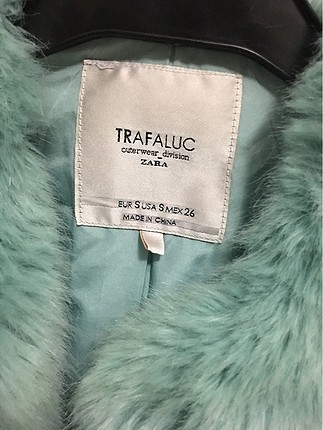 TRAFALUC
outerwear_division
ZARA
EUR S USA S MEX 26
MADE IN CHINA